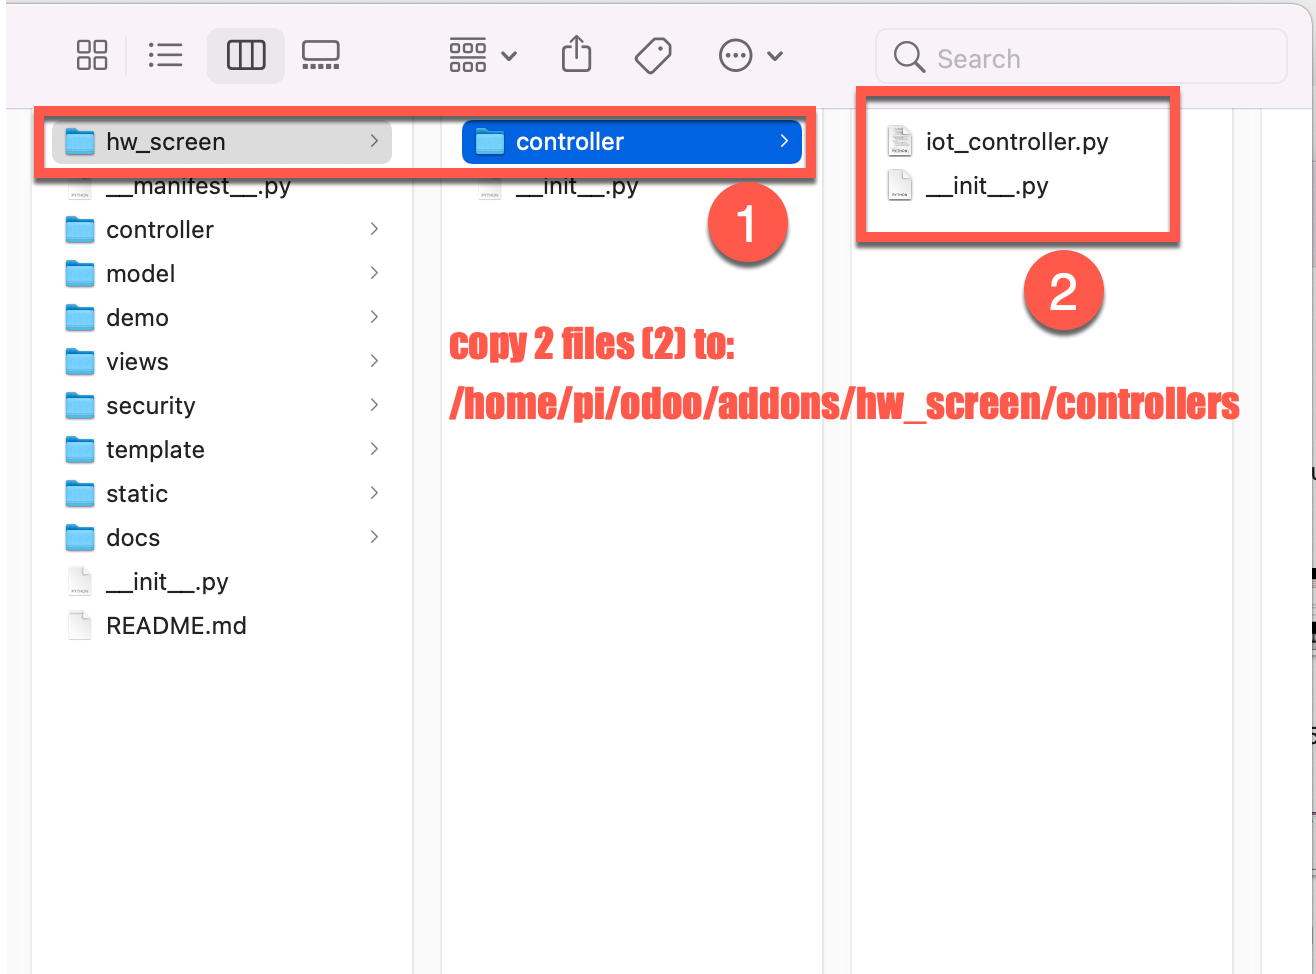 Search
hw_screen
__manifest__.py
controller
model
demo
views
security
template
static
docs
__init__.py
README.md
controller
__init__.py
1
iot_controller.py
__init__.py
2
copy 2 files (2) to:
/home/pi/odoo/addons/hw_screen/controllers